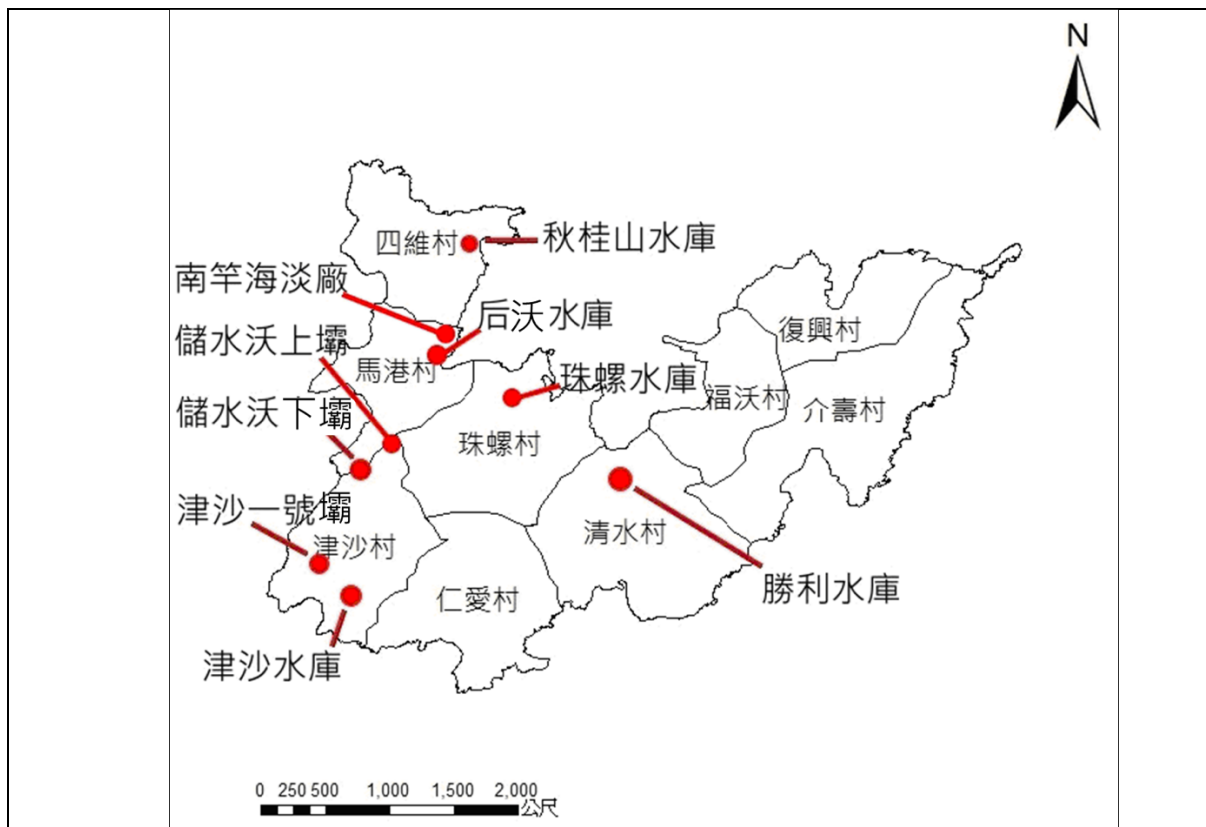 N
四維村
秋桂山水庫
南竿海淡廠
后沃水庫
復興村
儲水沃上壩
馬港村
珠螺水庫
福沃村
介壽村
儲水沃下壩
珠螺村
津沙一號壩
津沙村
清水村
勝利水庫
仁愛村
津沙水庫
0 250 500 1,000 1,500 2,000
公尺